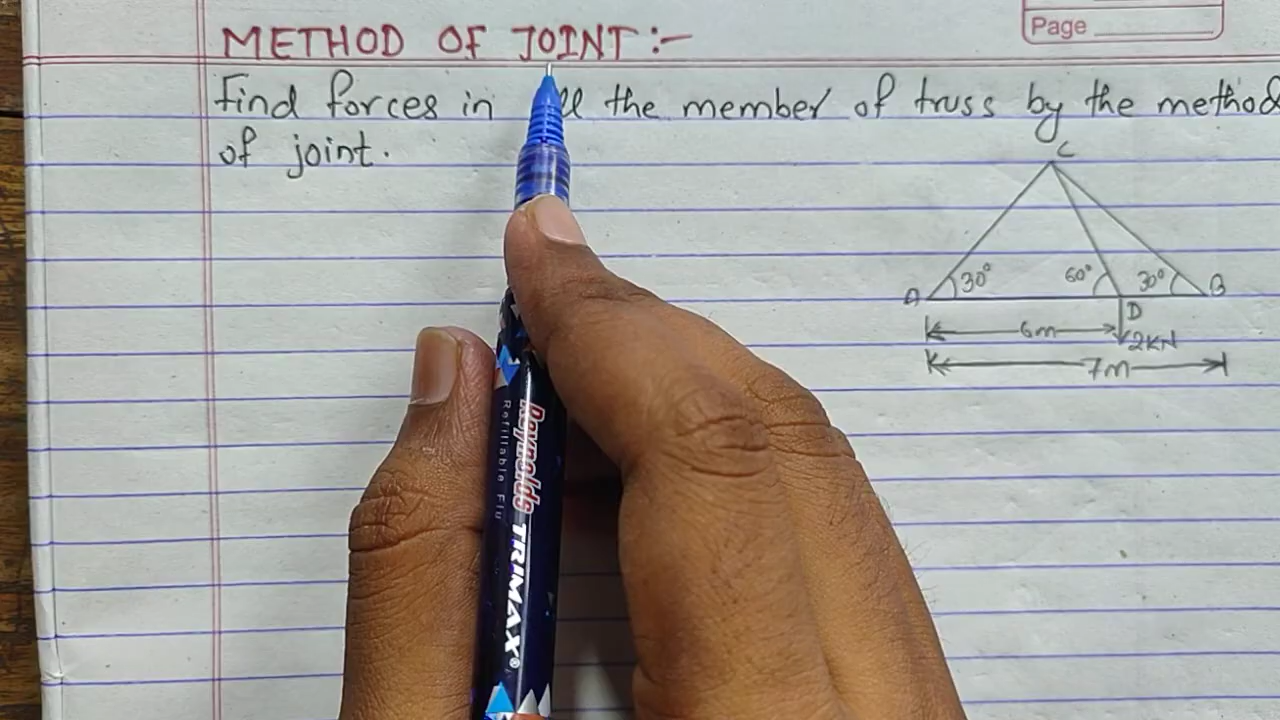 Page
METHOD OF JOINT :-
Find forces in the member of truss by the method
of joint.
C
A 30° 60° 30° B
D
6m
2KN
7m
Reynolds
Refillable Flu
TRIMAX®